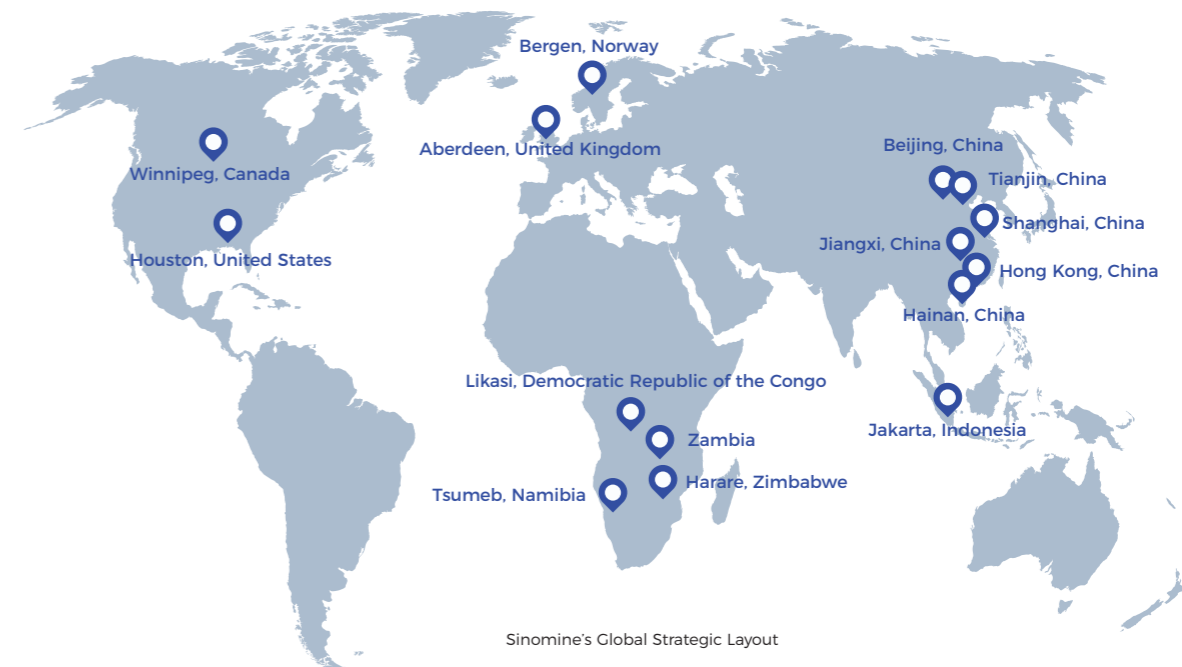 Bergen, Norway
Aberdeen, United Kingdom
Beijing, China
Winnipeg, Canada
Tianjin, China
Shanghai, China
Jiangxi, China
Houston, United States
Hong Kong, China
Hainan, China
Likasi, Democratic Republic of the Congo
Jakarta, Indonesia
Zambia
Harare, Zimbabwe
Tsumeb, Namibia
Sinomine’s Global Strategic Layout